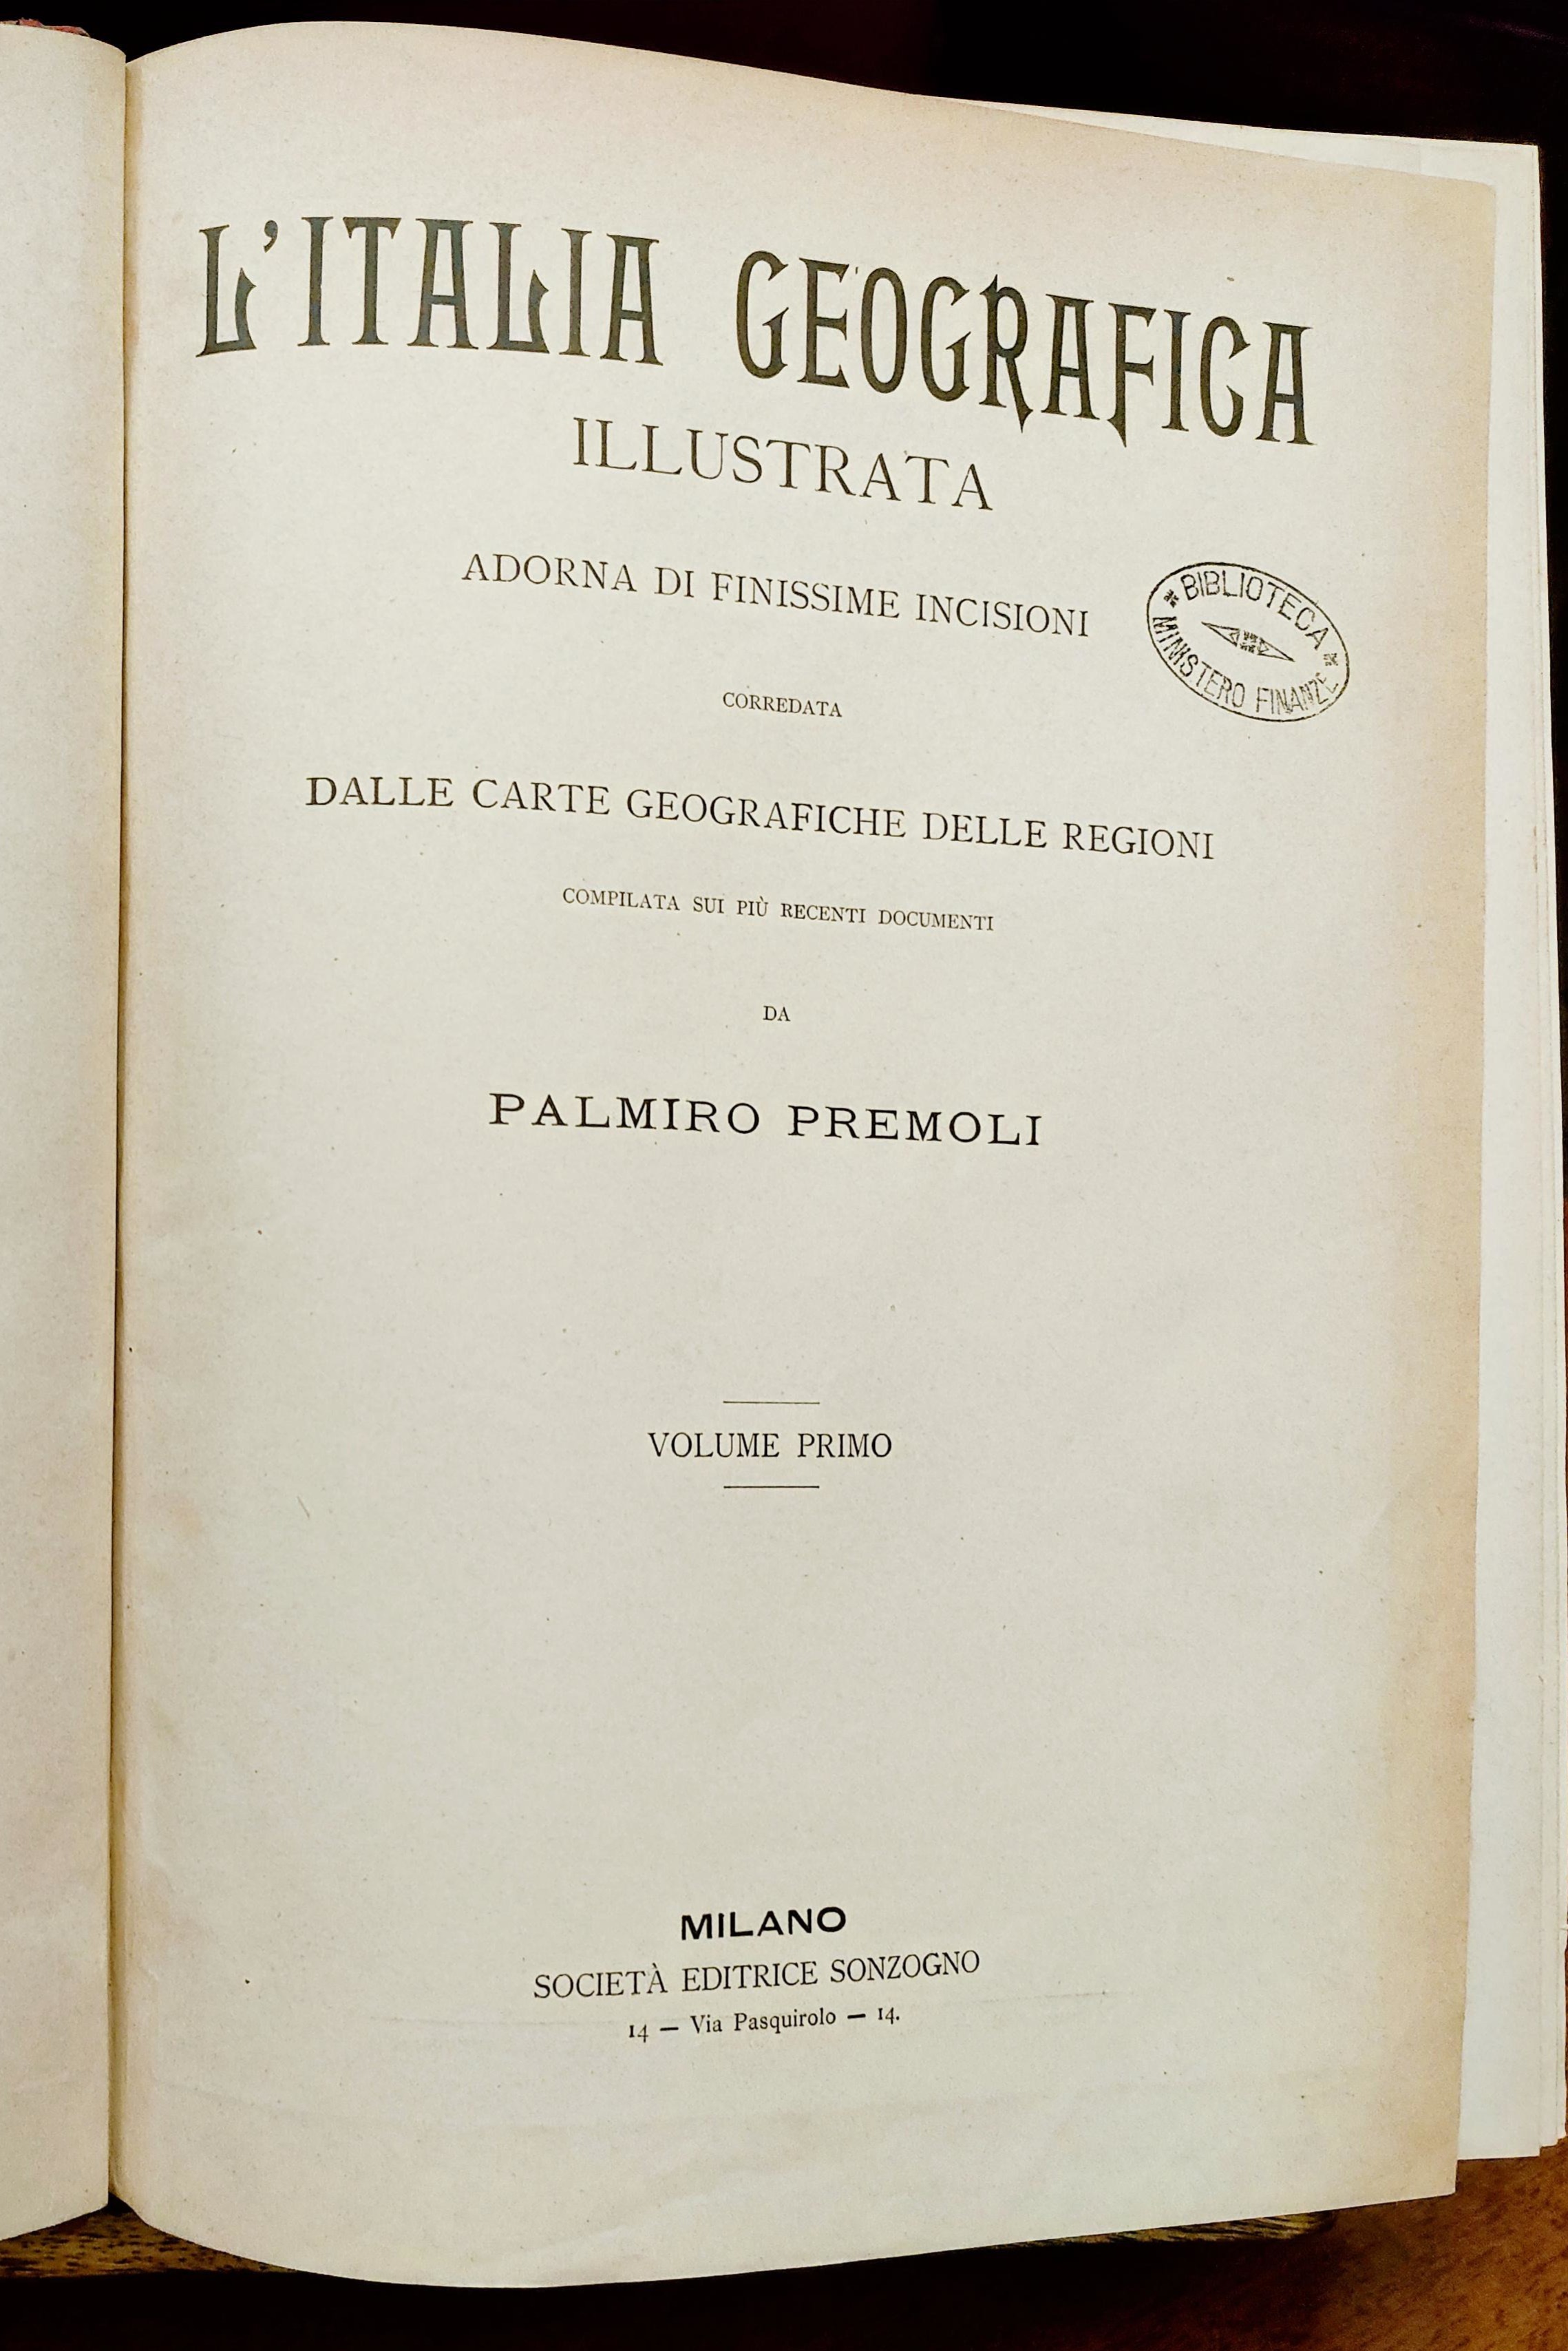 L'ITALIA GEOGRAFICA
ILLUSTRATA
ADORNA DI FINISSIME INCISIONI
* BIBLIOTECA *
MINISTERO FINANZE
CORREDATA
DALLE CARTE GEOGRAFICHE DELLE REGIONI
COMPILATA SUI PIÙ RECENTI DOCUMENTI
DA
PALMIRO PREMOLI
VOLUME PRIMO
MILANO
SOCIETÀ EDITRICE SONZOGNO
14 — Via Pasquirolo — 14.